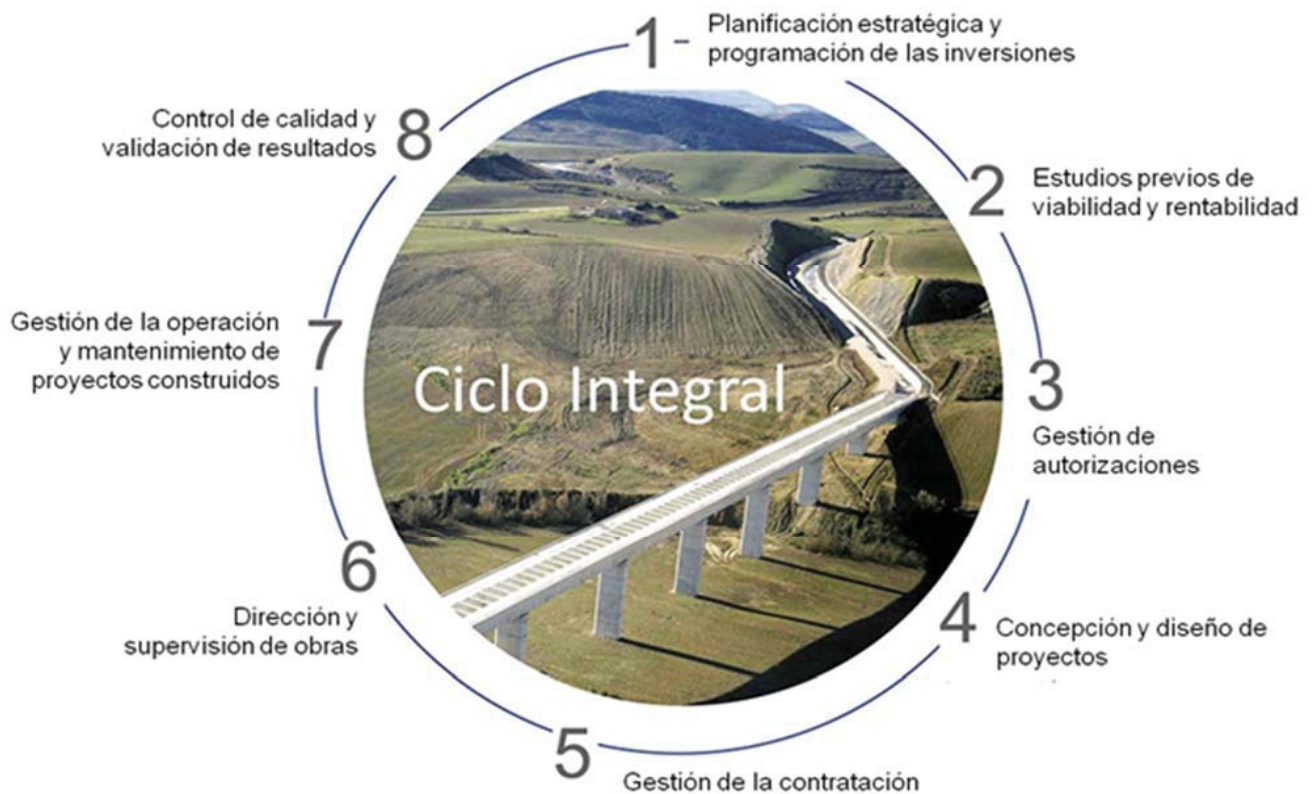 1
Planificación estratégica y
programación de las inversiones
2
Estudios previos de
viabilidad y rentabilidad
3
Gestión de
autorizaciones
4
Concepción y diseño de
proyectos
5
Gestión de la contratación
6
Dirección y
supervisión de obras
7
Gestión de la operación
y mantenimiento de
proyectos construidos
8
Control de calidad y
validación de resultados
Ciclo Integral